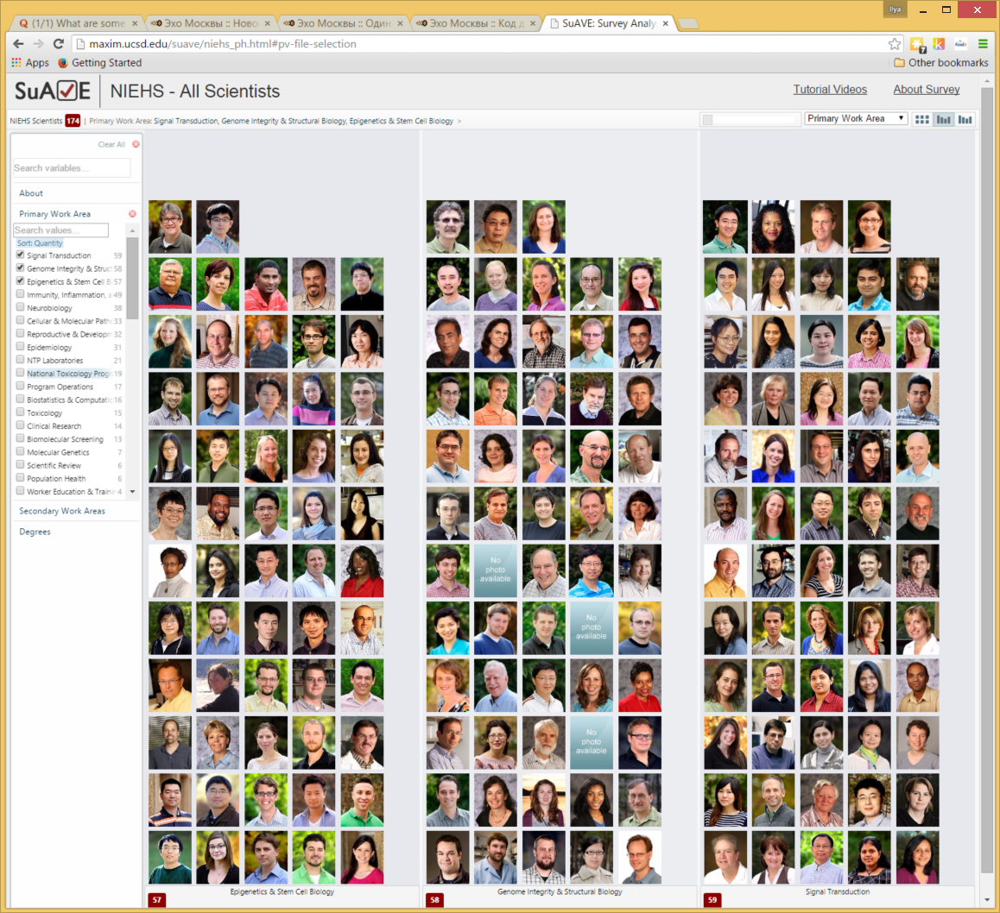 Ilya
(1/1) What are some
Эхо Москвы :: Ново
Эхо Москвы :: Один
Эхо Москвы :: Код д
SuAVE: Survey Analy
maxim.ucsd.edu/suave/niehs_ph.html#pv-file-selection
7
Apps Getting Started Other bookmarks
SuAVE NIEHS - All Scientists Tutorial Videos About Survey
NIEHS Scientists 174 | Primary Work Area: Signal Transduction, Genome Integrity & Structural Biology, Epigenetics & Stem Cell Biology > Primary Work Area
Clear All
Search variables...
About
Primary Work Area
Search values...
Sort: Quantity
Signal Transduction 59
Genome Integrity & Struc 58
Epigenetics & Stem Cell B 57
Immunity, Inflammation, 49
Neurobiology 38
Cellular & Molecular Path 33
Reproductive & Developm 32
Epidemiology 31
NTP Laboratories 21
National Toxicology Prog 19
Program Operations 17
Biostatistics & Computatio 16
Toxicology 15
Clinical Research 14
Biomolecular Screening 13
Molecular Genetics 7
Scientific Review 6
Population Health 6
Worker Education & Traini 4
Secondary Work Areas
Degrees
No
photo
available
No
photo
available
No
photo
available
57 Epigenetics & Stem Cell Biology
58 Genome Integrity & Structural Biology
59 Signal Transduction